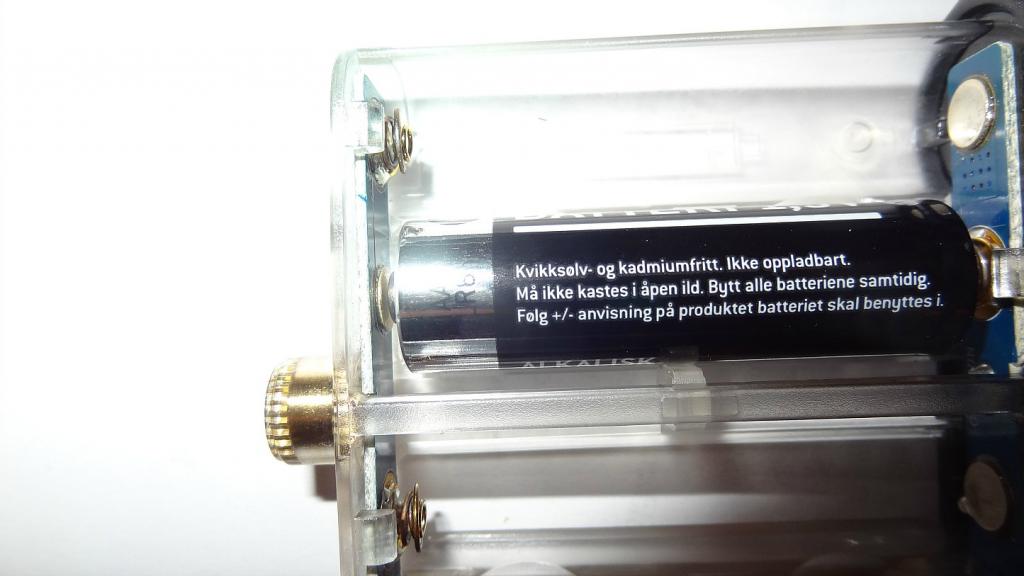 Kvikksølv- og kadmiumfritt. Ikke oppladbart.
Må ikke kastes i åpen ild. Bytt alle batteriene samtidig.
Følg +/- anvisning på produktet batteriet skal benyttes i.
ALKALISK